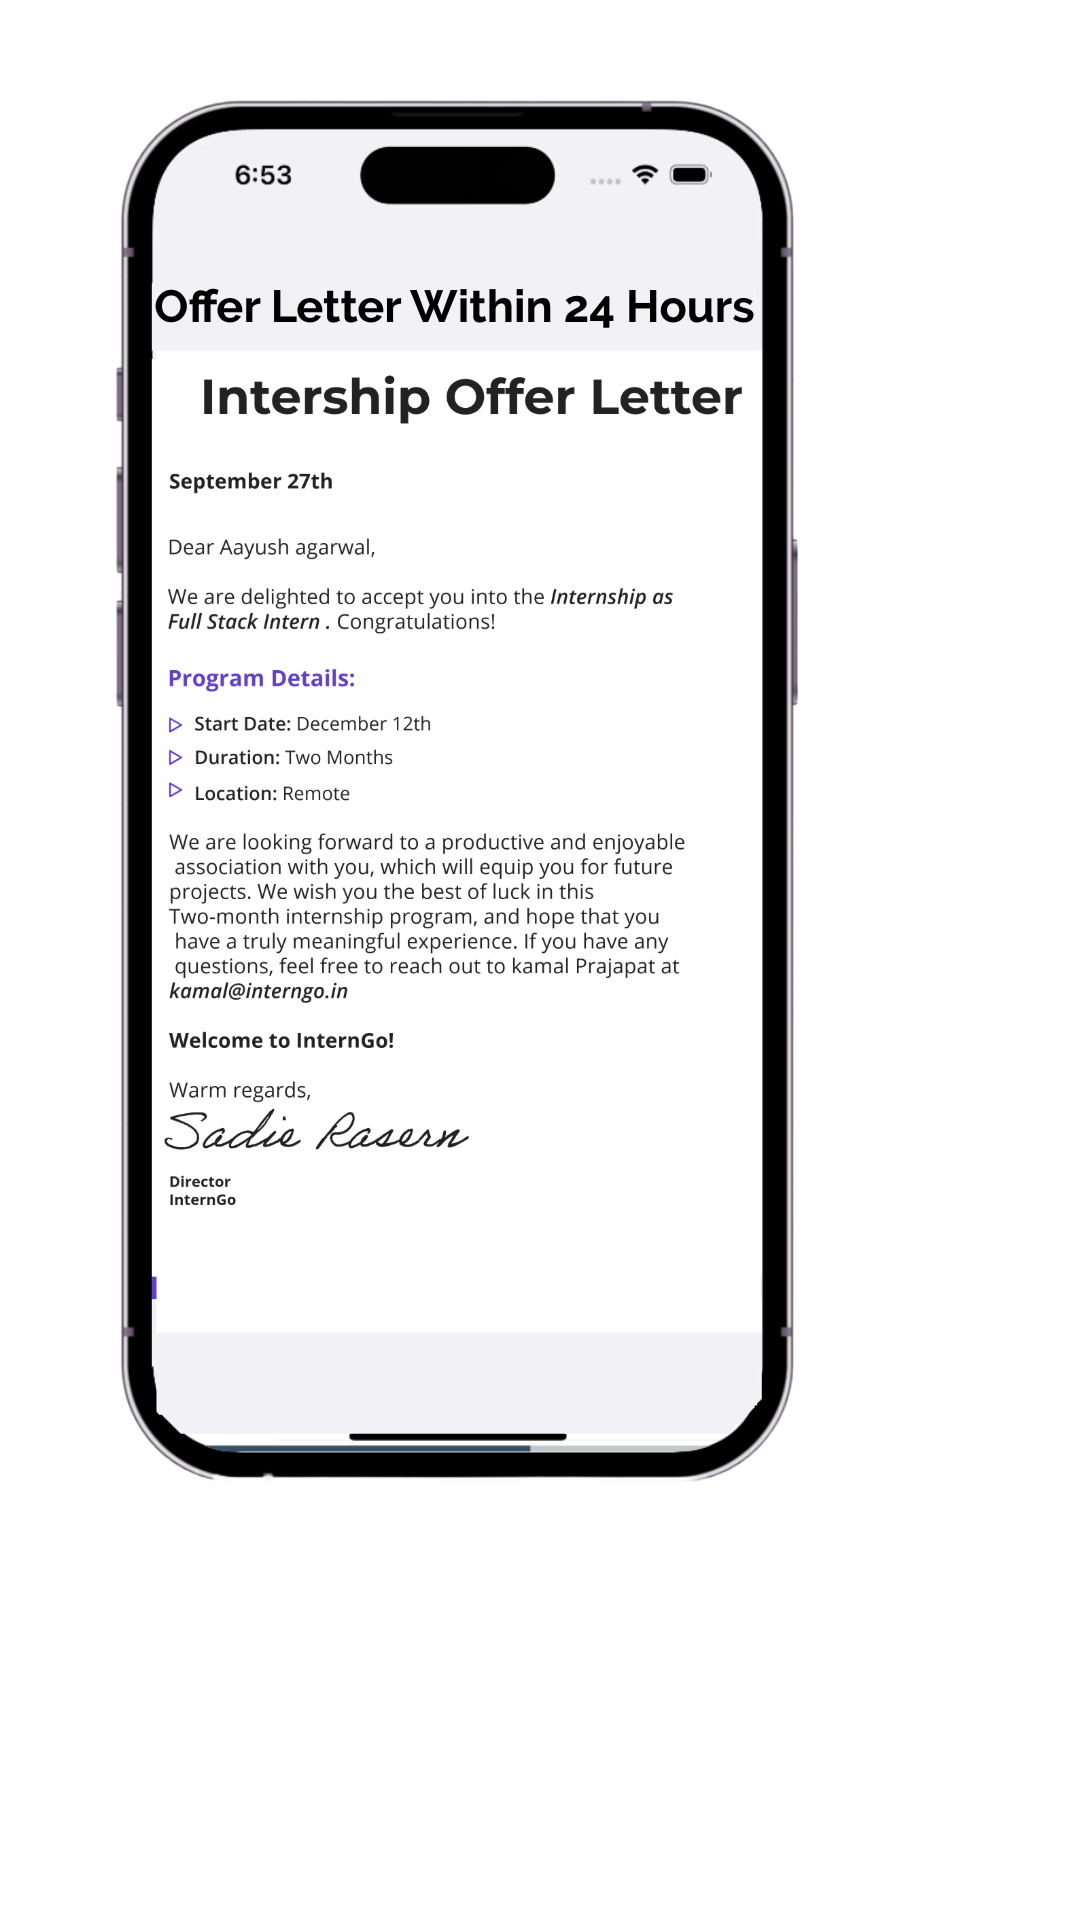 6:53
Offer Letter Within 24 Hours
Intership Offer Letter
September 27th
Dear Aayush agarwal,
We are delighted to accept you into the Internship as
Full Stack Intern . Congratulations!
Program Details:
Start Date: December 12th
Duration: Two Months
Location: Remote
We are looking forward to a productive and enjoyable
association with you, which will equip you for future
projects. We wish you the best of luck in this
Two-month internship program, and hope that you
have a truly meaningful experience. If you have any
questions, feel free to reach out to kamal Prajapat at
kamal@interngo.in
Welcome to InternGo!
Warm regards,
Sadie Rasern
Director
InternGo